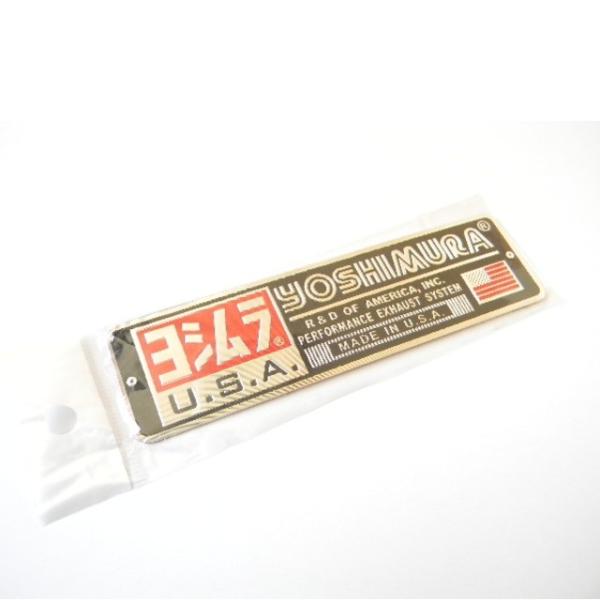 ヨシムラ®
U.S.A.
YOSHIMURA®
R & D OF AMERICA, INC.
PERFORMANCE EXHAUST SYSTEM
MADE IN U.S.A.